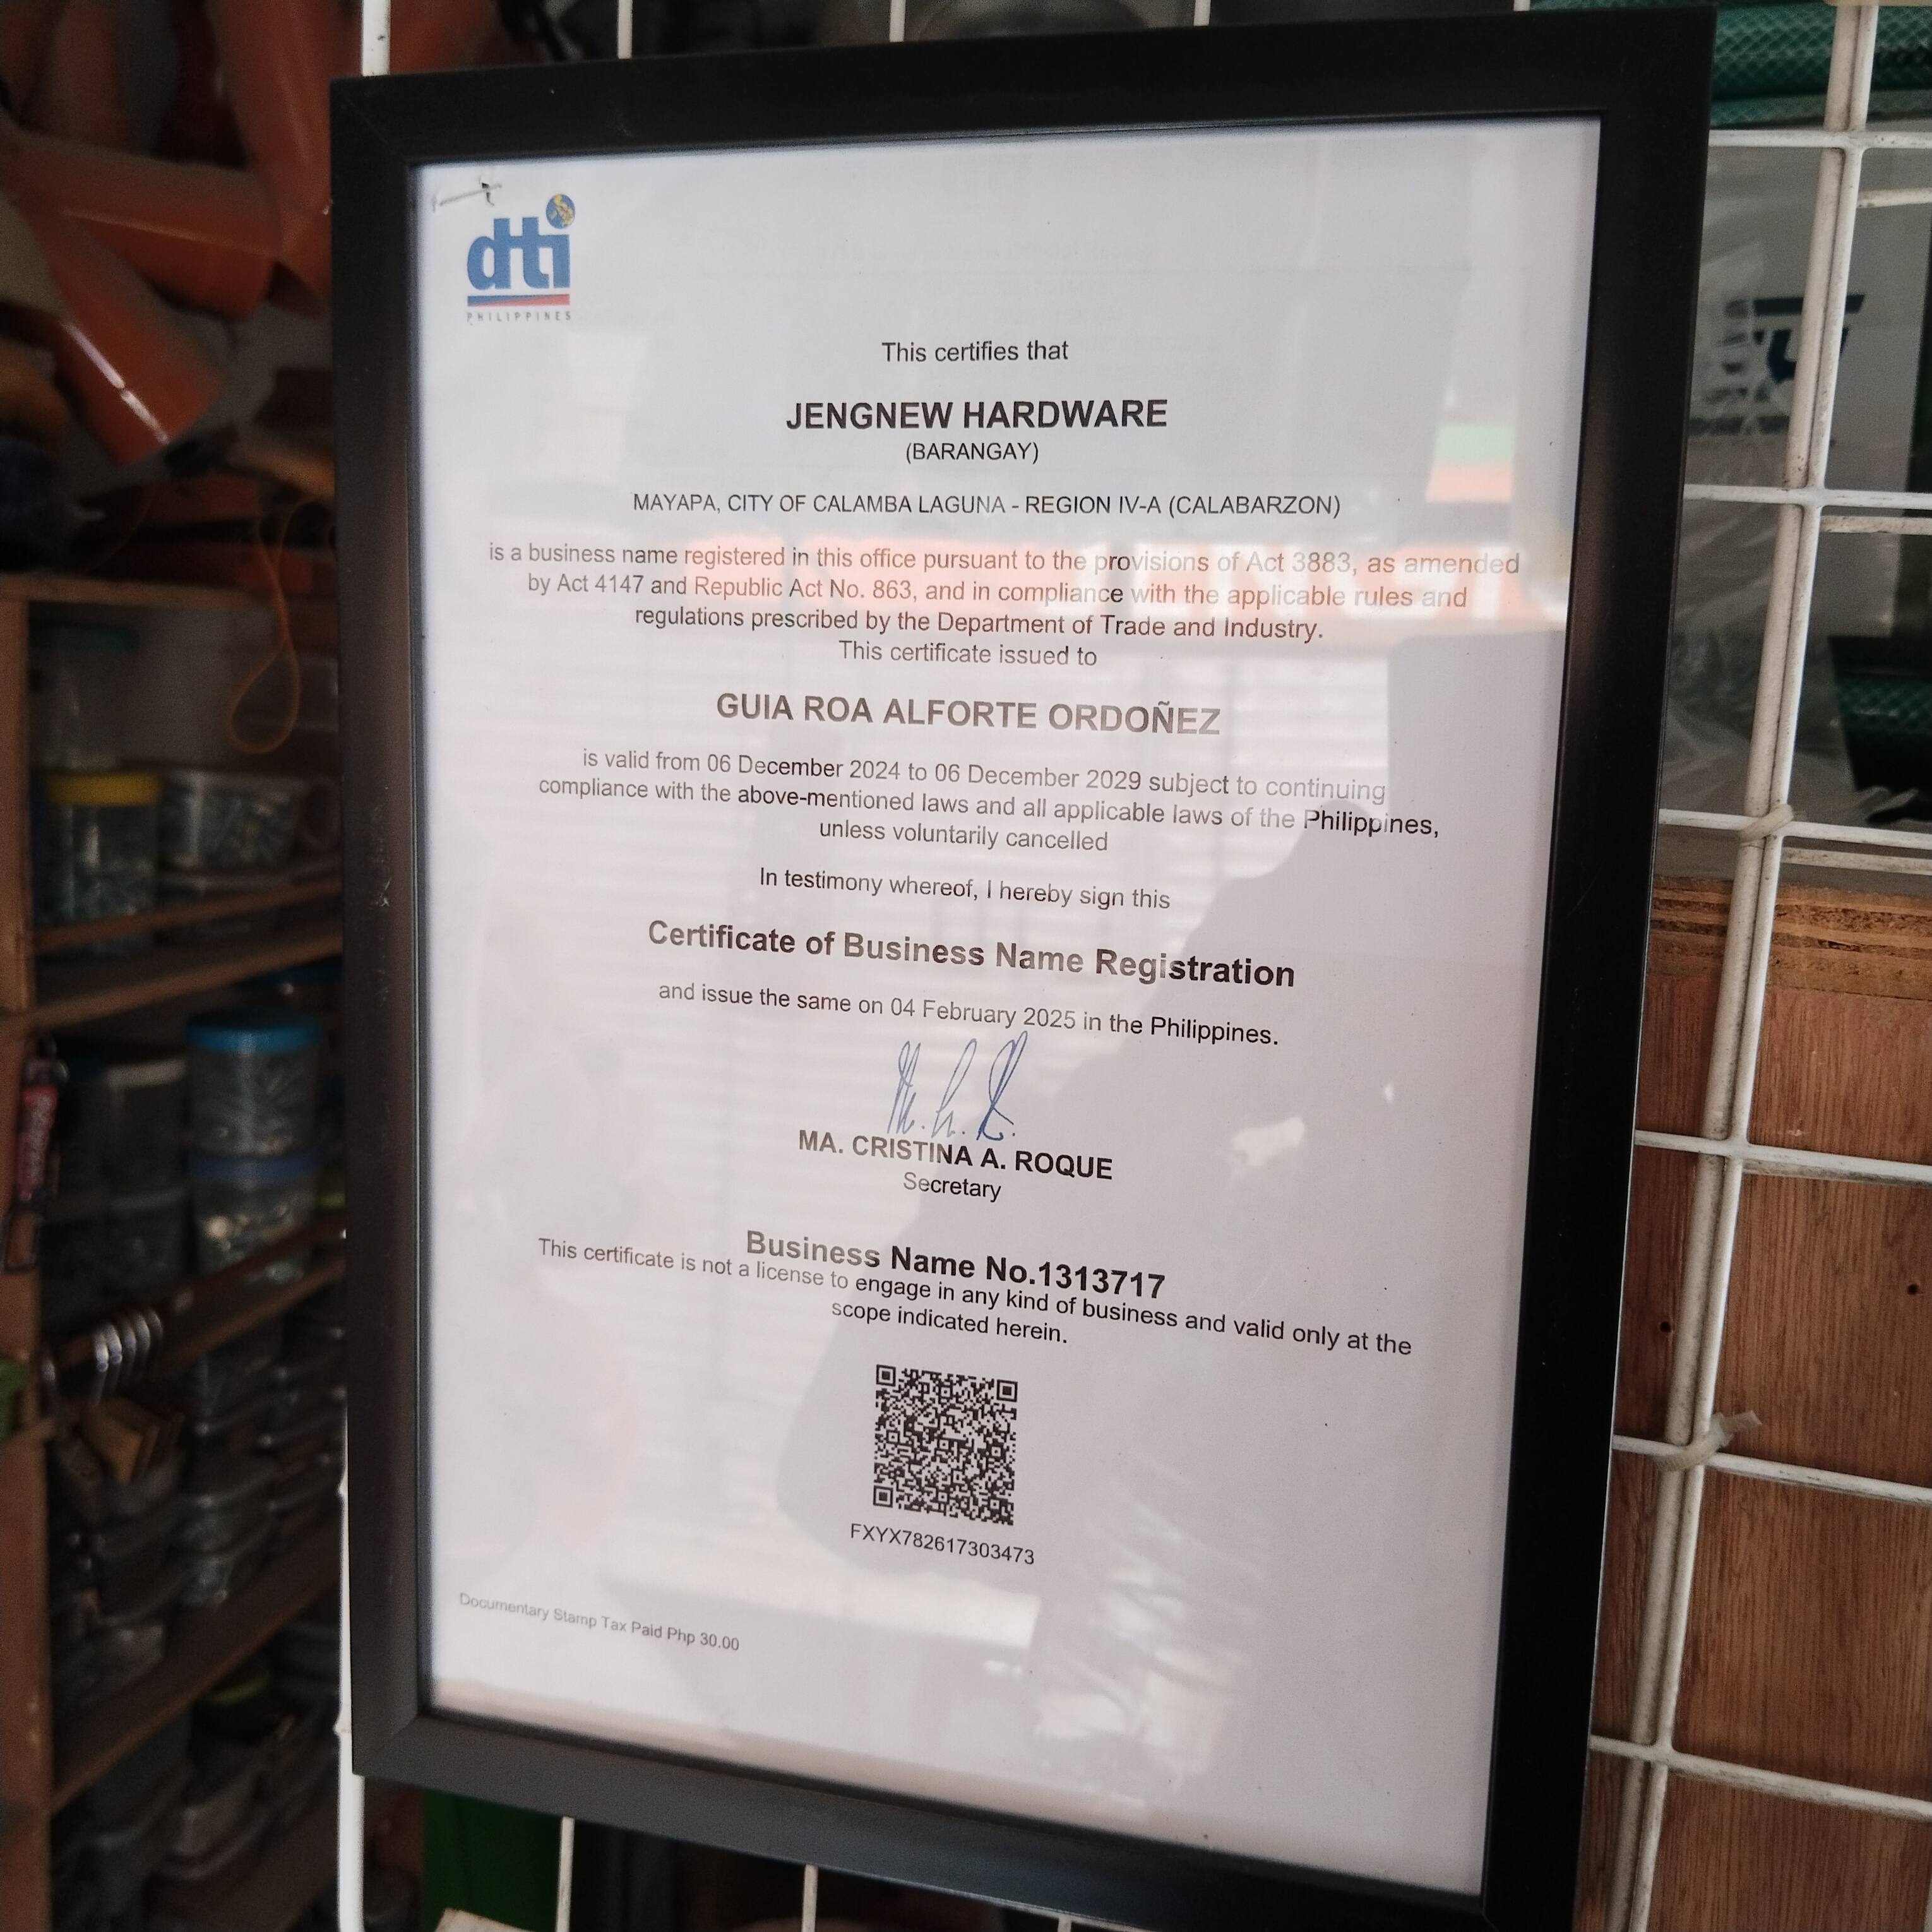 dti
PHILIPPINES
This certifies that
JENGNEW HARDWARE
(BARANGAY)
MAYAPA, CITY OF CALAMBA LAGUNA - REGION IV-A (CALABARZON)
is a business name registered in this office pursuant to the provisions of Act 3883, as amended
by Act 4147 and Republic Act No. 863, and in compliance with the applicable rules and
regulations prescribed by the Department of Trade and Industry.
This certificate issued to
GUIA ROA ALFORTE ORDOÑEZ
is valid from 06 December 2024 to 06 December 2029 subject to continuing
compliance with the above-mentioned laws and all applicable laws of the Philippines,
unless voluntarily cancelled
In testimony whereof, I hereby sign this
Certificate of Business Name Registration
and issue the same on 04 February 2025 in the Philippines.
MA. CRISTINA A. ROQUE
Secretary
Business Name No.1313717
This certificate is not a license to engage in any kind of business and valid only at the
scope indicated herein.
FXYX782617303473
Documentary Stamp Tax Paid Php 30.00